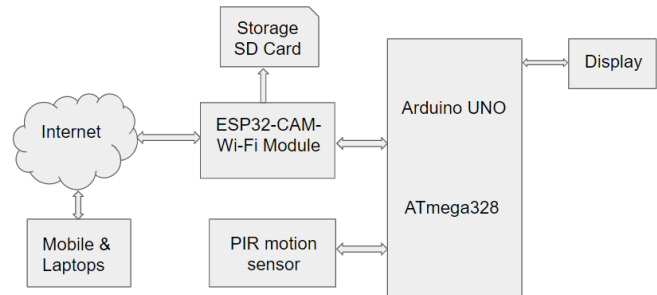 Storage
SD Card
Display
Arduino UNO
ESP32-CAM-
Wi-Fi Module
Internet
ATmega328
Mobile &
Laptops
PIR motion
sensor